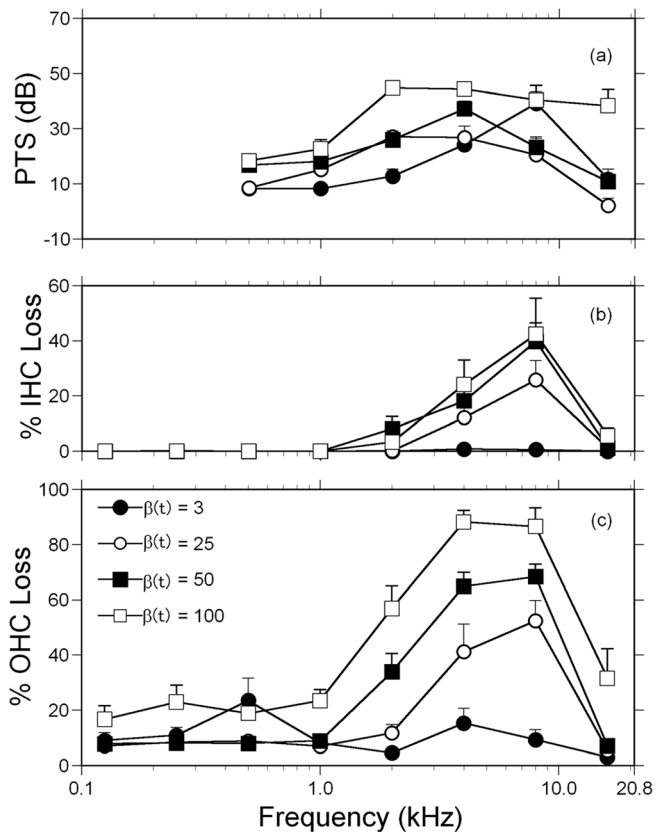 70
50
30
10
-10
PTS (dB)
(a)
60
40
20
0
% IHC Loss
(b)
100
80
60
40
20
0
% OHC Loss
(c)
β(t) = 3
β(t) = 25
β(t) = 50
β(t) = 100
0.1 1.0 10.0 20.8
Frequency (kHz)